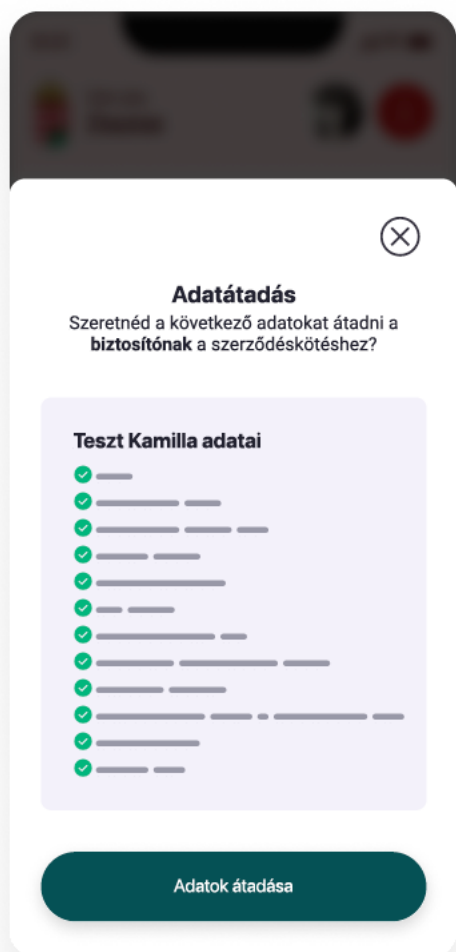 Adatátadás
Szeretnéd a következő adatokat átadni a
biztosítónak a szerződéskötéshez?
Teszt Kamilla adatai
Adatok átadása